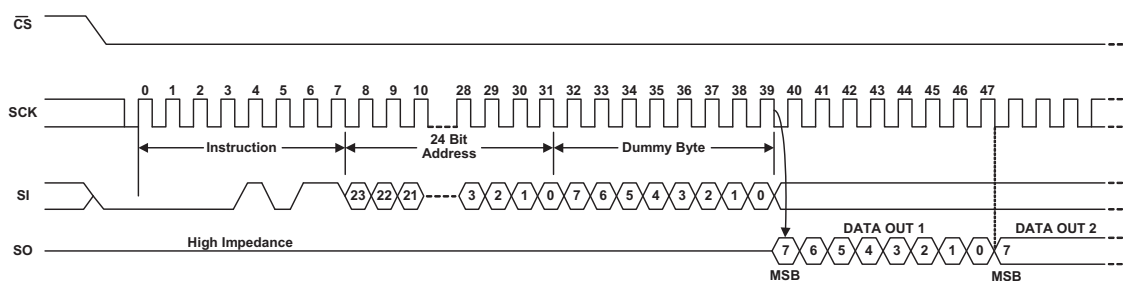 CS
0 1 2 3 4 5 6 7 8 9 10 28 29 30 31 32 33 34 35 36 37 38 39 40 41 42 43 44 45 46 47
SCK
Instruction
24 Bit
Address
Dummy Byte
SI
23 22 21 3 2 1 0 7 6 5 4 3 2 1 0
DATA OUT 1
DATA OUT 2
High Impedance
SO
7 6 5 4 3 2 1 0 7
MSB
MSB